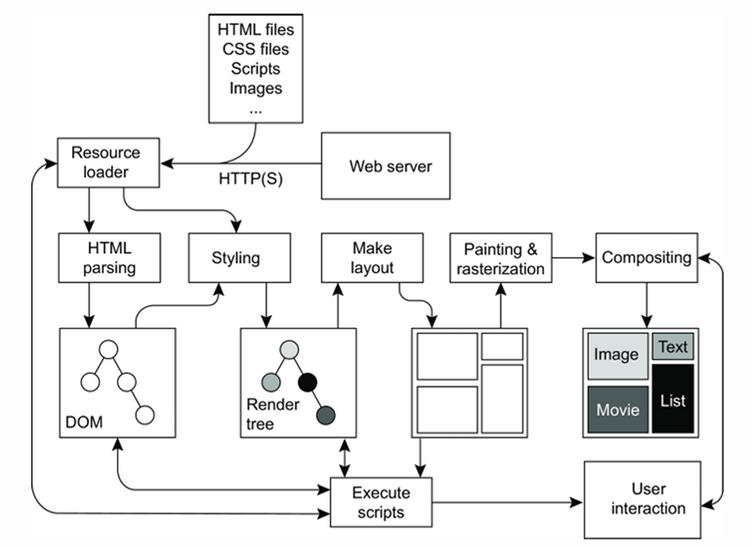 HTML files
CSS files
Scripts
Images
...
Resource
loader
HTTP(S)
Web server
HTML
parsing
Styling
Make
layout
Painting &
rasterization
Compositing
DOM
Render
tree
Image
Text
Movie
List
Execute
scripts
User
interaction